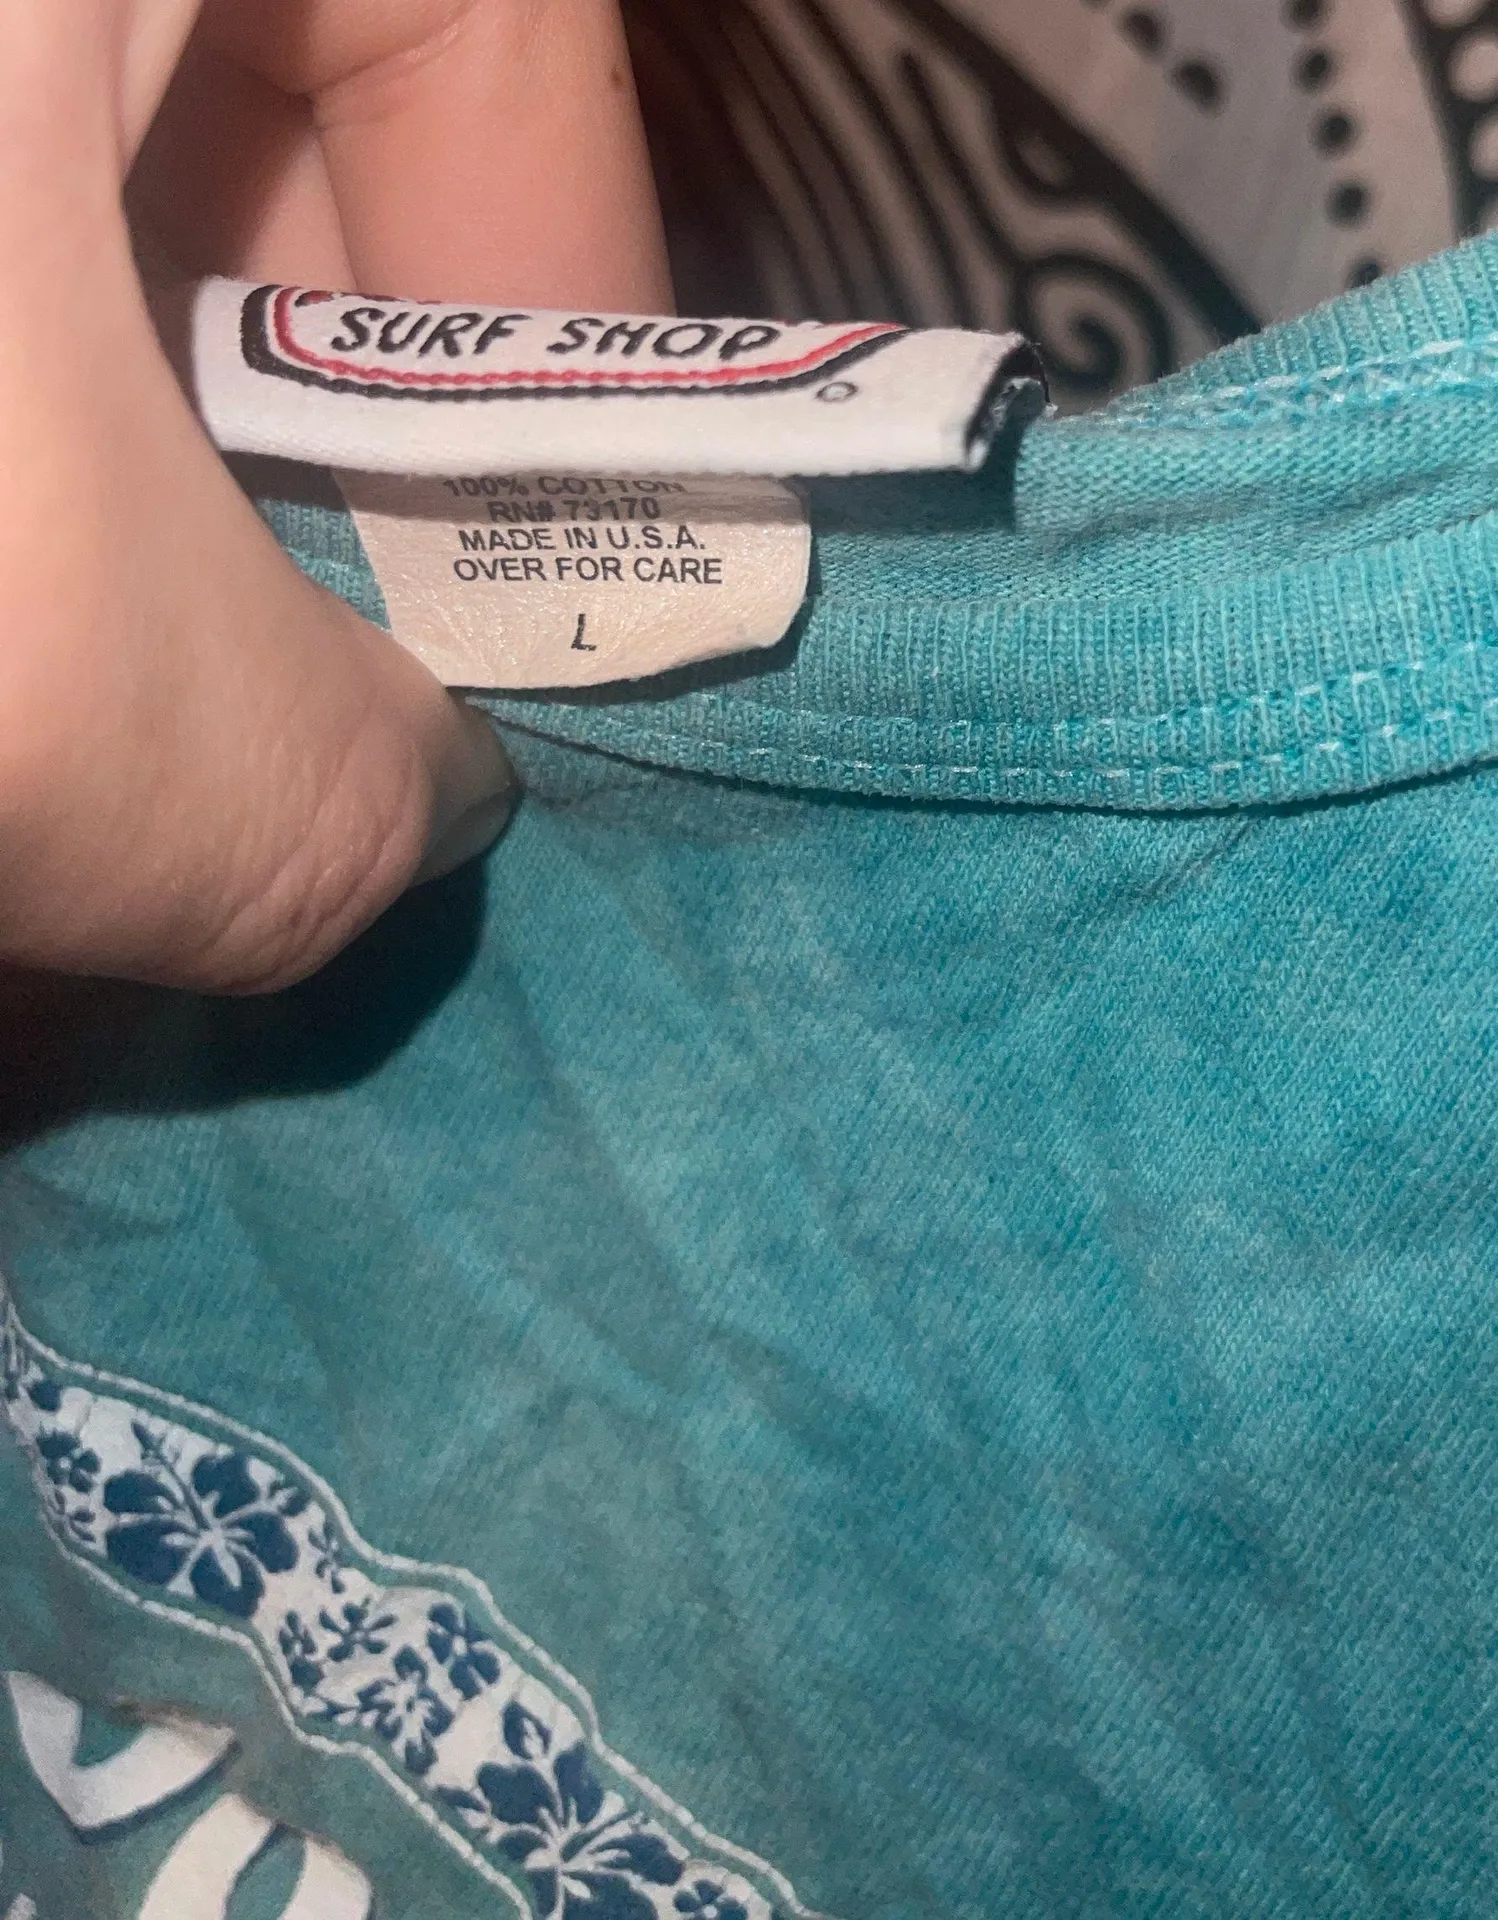 SURF SHOP
100% COTTON
RN# 73170
MADE IN U.S.A.
OVER FOR CARE
L